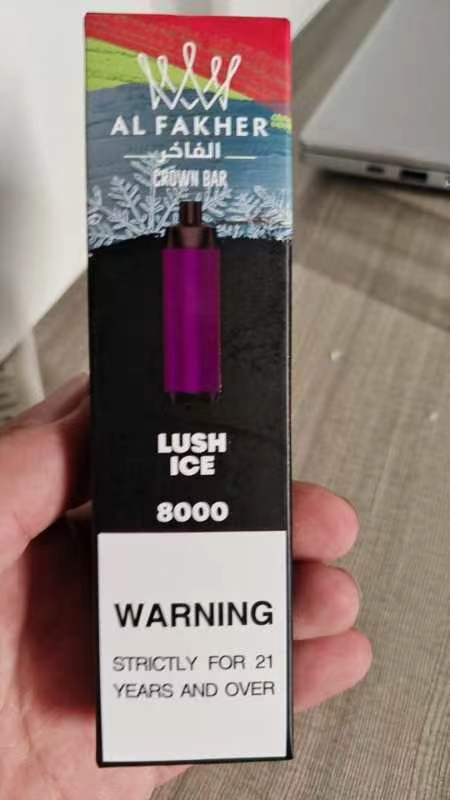 AL FAKHER
الفاخر
CROWN BAR
LUSH
ICE
8000
WARNING
STRICTLY FOR 21
YEARS AND OVER